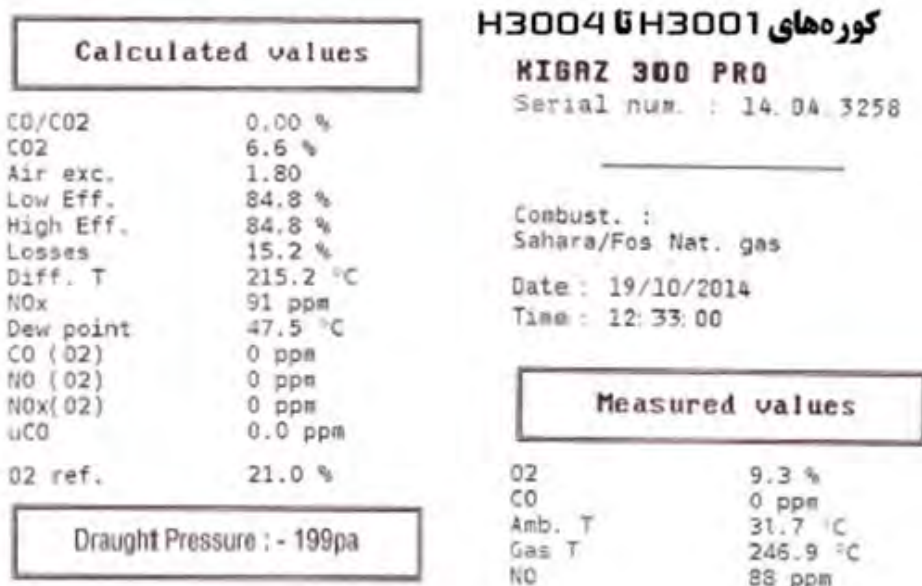 Calculated values
CO/CO2 0.00 %
CO2 6.6 %
Air exc. 1.80
Low Eff. 84.8 %
High Eff. 84.8 %
Losses 15.2 %
Diff. T 215.2 °C
NOx 91 ppm
Dew point 47.5 °C
CO (O2) 0 ppm
NO (O2) 0 ppm
NOx(O2) 0 ppm
uCO 0.0 ppm
O2 ref. 21.0 %
Draught Pressure : - 199pa
کوره‌های H3001 تا H3004
KIGAZ 300 PRO
Serial num. : 14.04.3258
Combust. :
Sahara/Fos Nat. gas
Date : 19/10/2014
Time : 12:33:00
Measured values
O2 9.3 %
CO 0 ppm
Amb. T 31.7 °C
Gas T 246.9 °C
NO 88 ppm